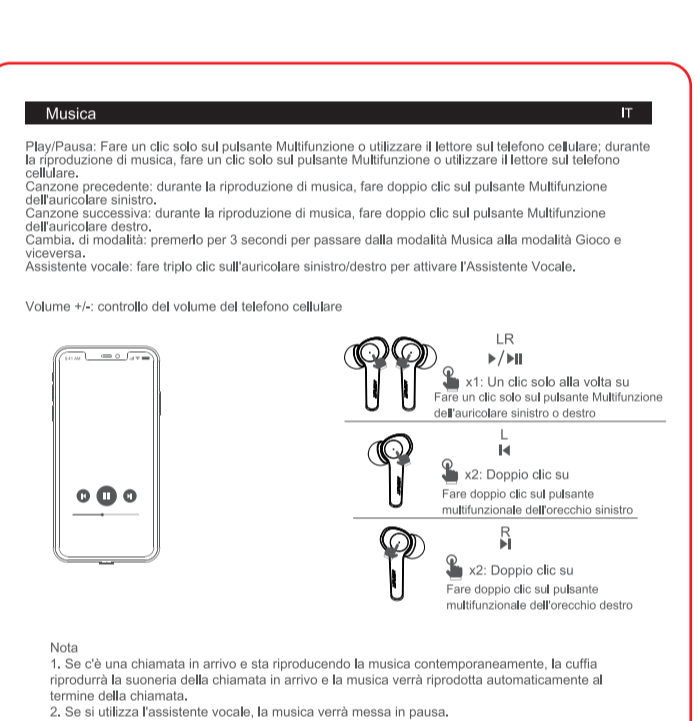 Musica
IT
Play/Pausa: Fare un clic solo sul pulsante Multifunzione o utilizzare il lettore sul telefono cellulare; durante
la riproduzione di musica, fare un clic solo sul pulsante Multifunzione o utilizzare il lettore sul telefono
cellulare.
Canzone precedente: durante la riproduzione di musica, fare doppio clic sul pulsante Multifunzione
dell'auricolare sinistro.
Canzone successiva: durante la riproduzione di musica, fare doppio clic sul pulsante Multifunzione
dell'auricolare destro.
Cambia. di modalità: premerlo per 3 secondi per passare dalla modalità Musica alla modalità Gioco e
viceversa.
Assistente vocale: fare triplo clic sull'auricolare sinistro/destro per attivare l'Assistente Vocale.
Volume +/-: controllo del volume del telefono cellulare
LR
x1: Un clic solo alla volta su
Fare un clic solo sul pulsante Multifunzione
dell'auricolare sinistro o destro
L
x2: Doppio clic su
Fare doppio clic sul pulsante
multifunzionale dell'orecchio sinistro
R
x2: Doppio clic su
Fare doppio clic sul pulsante
multifunzionale dell'orecchio destro
Nota
1. Se c'è una chiamata in arrivo e sta riproducendo la musica contemporaneamente, la cuffia
riprodurrà la suoneria della chiamata in arrivo e la musica verrà riprodotta automaticamente al
termine della chiamata.
2. Se si utilizza l'assistente vocale, la musica verrà messa in pausa.